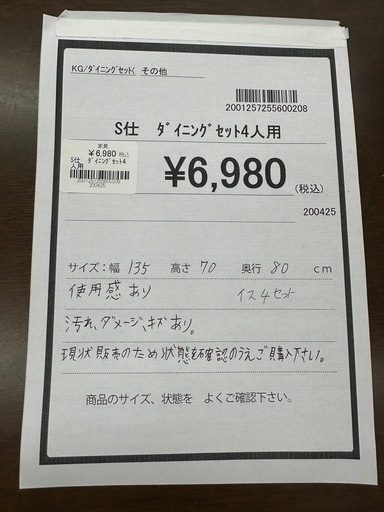 KG/ﾀﾞｲﾆﾝｸﾞｾｯﾄ( その他
2001257255600208
S仕 ﾀﾞｲﾆﾝｸﾞｾｯﾄ4人用
家具
¥6,980 税込
S仕 ﾀﾞｲﾆﾝｸﾞｾｯﾄ4
人用
2001257255600208
200425
¥6,980
(税込)
200425
サイズ:幅 135 高さ 70 奥行 80 cm
使用感あり イス4セット
汚れ、ダメージ、キズあり。
現状販売のため状態を確認のうえご購入下さい。
商品のサイズ、状態を よくご確認下さい。